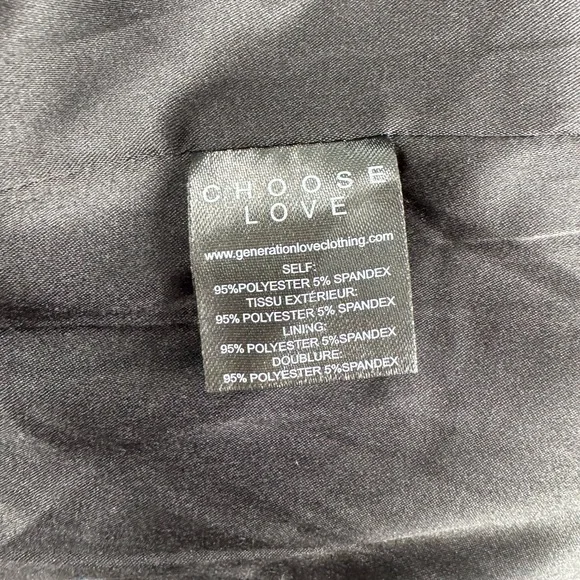 CHOOSE
LOVE
www.generationloveclothing.com
SELF:
95%POLYESTER 5% SPANDEX
TISSU EXTÉRIEUR:
95% POLYESTER 5% SPANDEX
LINING:
95% POLYESTER 5%SPANDEX
DOUBLURE:
95% POLYESTER 5%SPANDEX